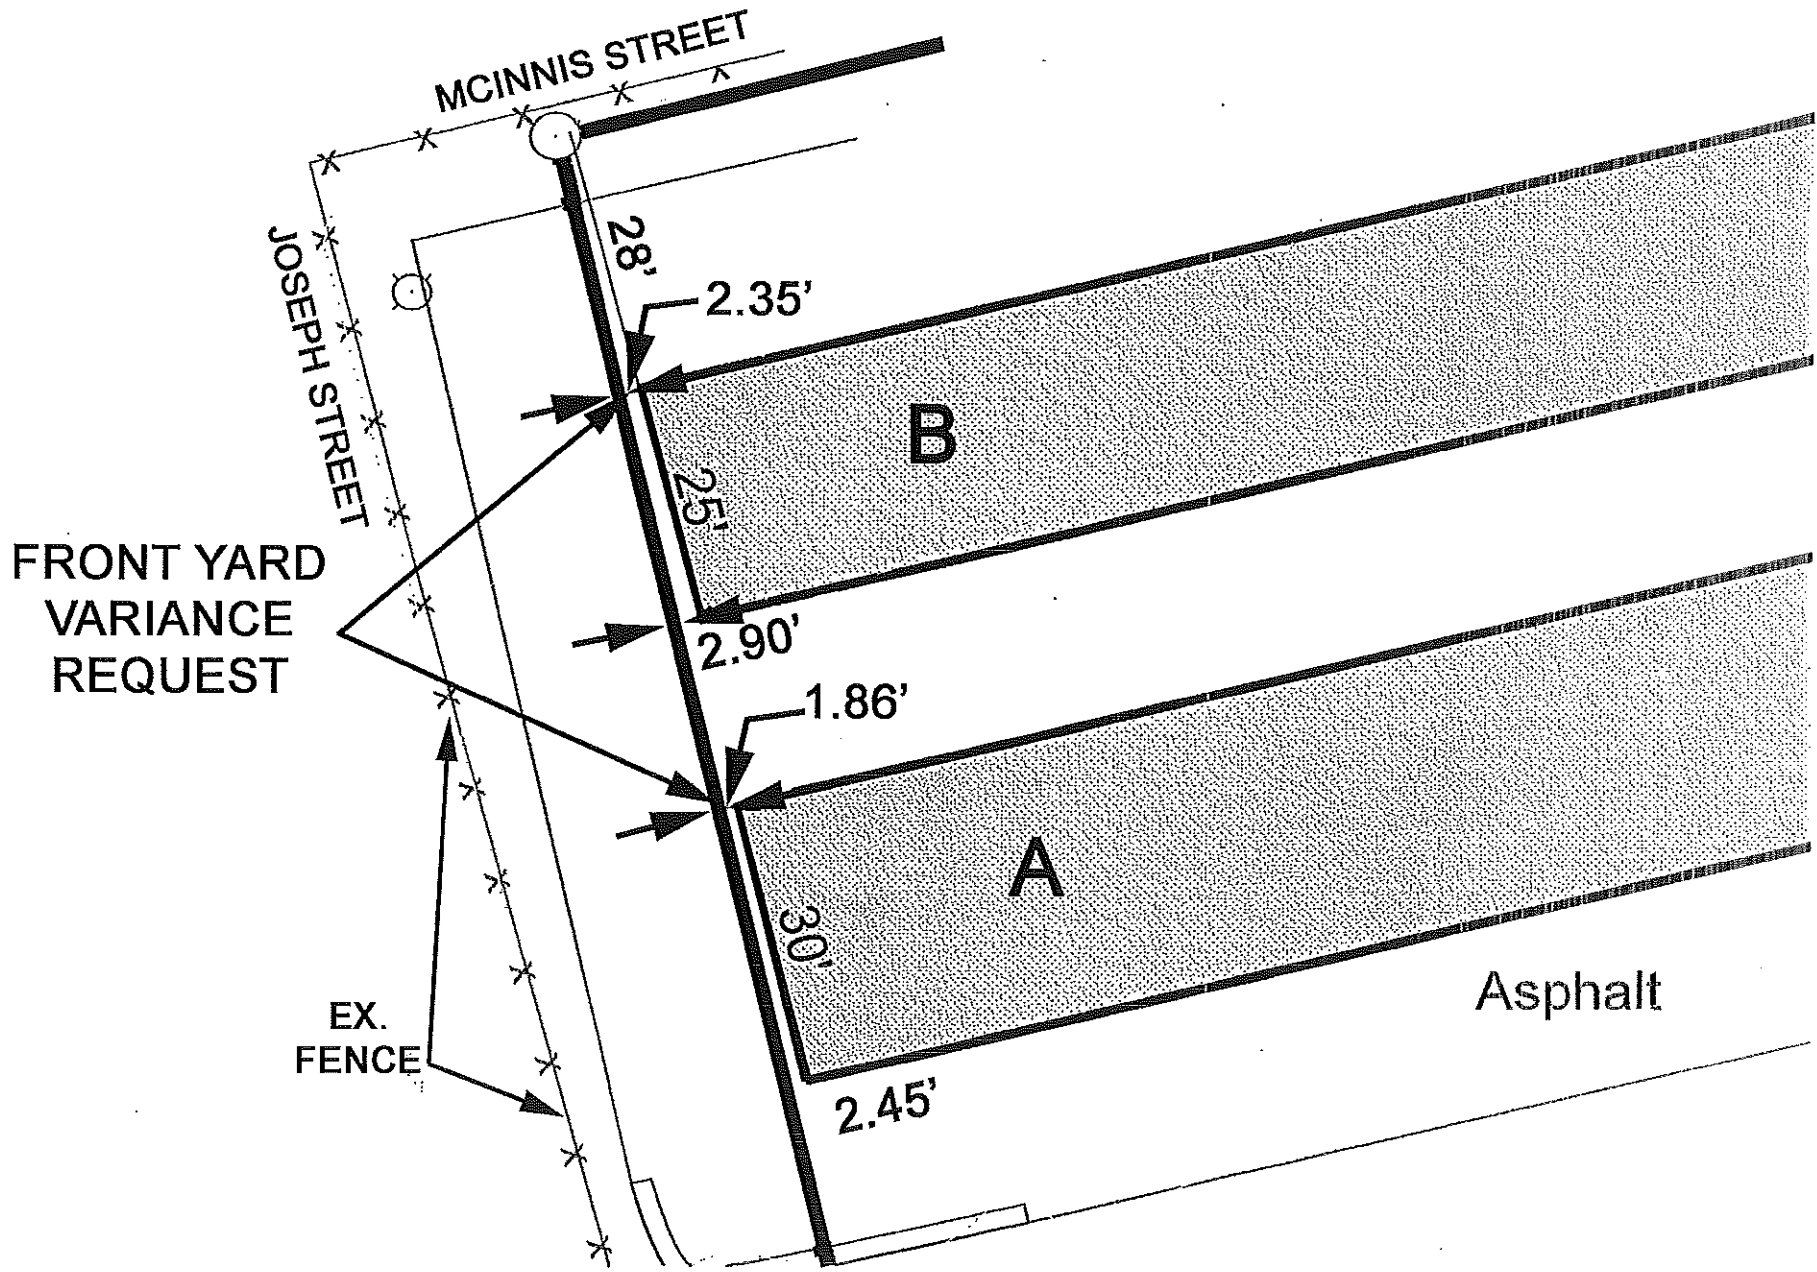 MCINNIS STREET
JOSEPH STREET
28'
2.35'
B
25'
FRONT YARD
VARIANCE
REQUEST
2.90'
1.86'
A
30'
Asphalt
EX.
FENCE
2.45'